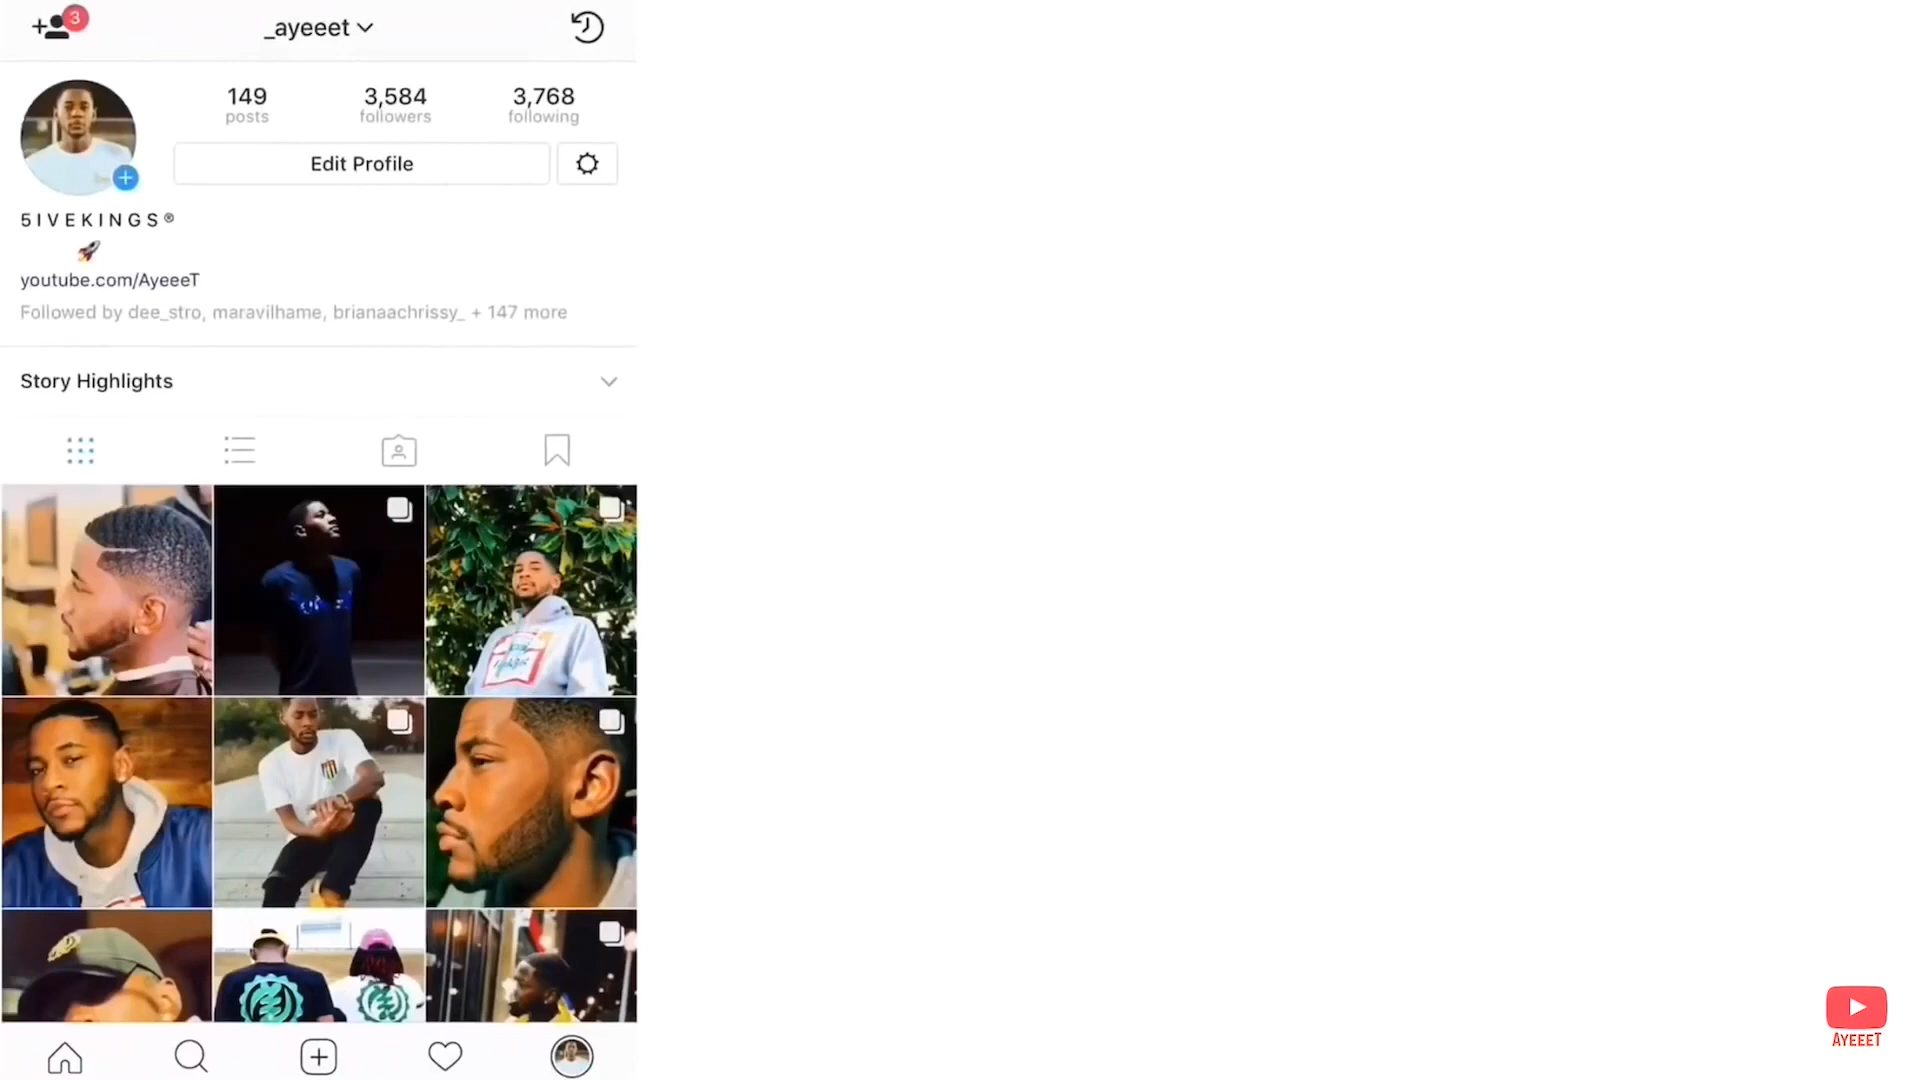 3
_ayeeet
149
3,584
3,768
posts
followers
following
Edit Profile
5IVEKINGS®
youtube.com/AyeeeT
Followed by dee_stro, maravilhame, brianaachrissy_ + 147 more
Story Highlights
AYEEET